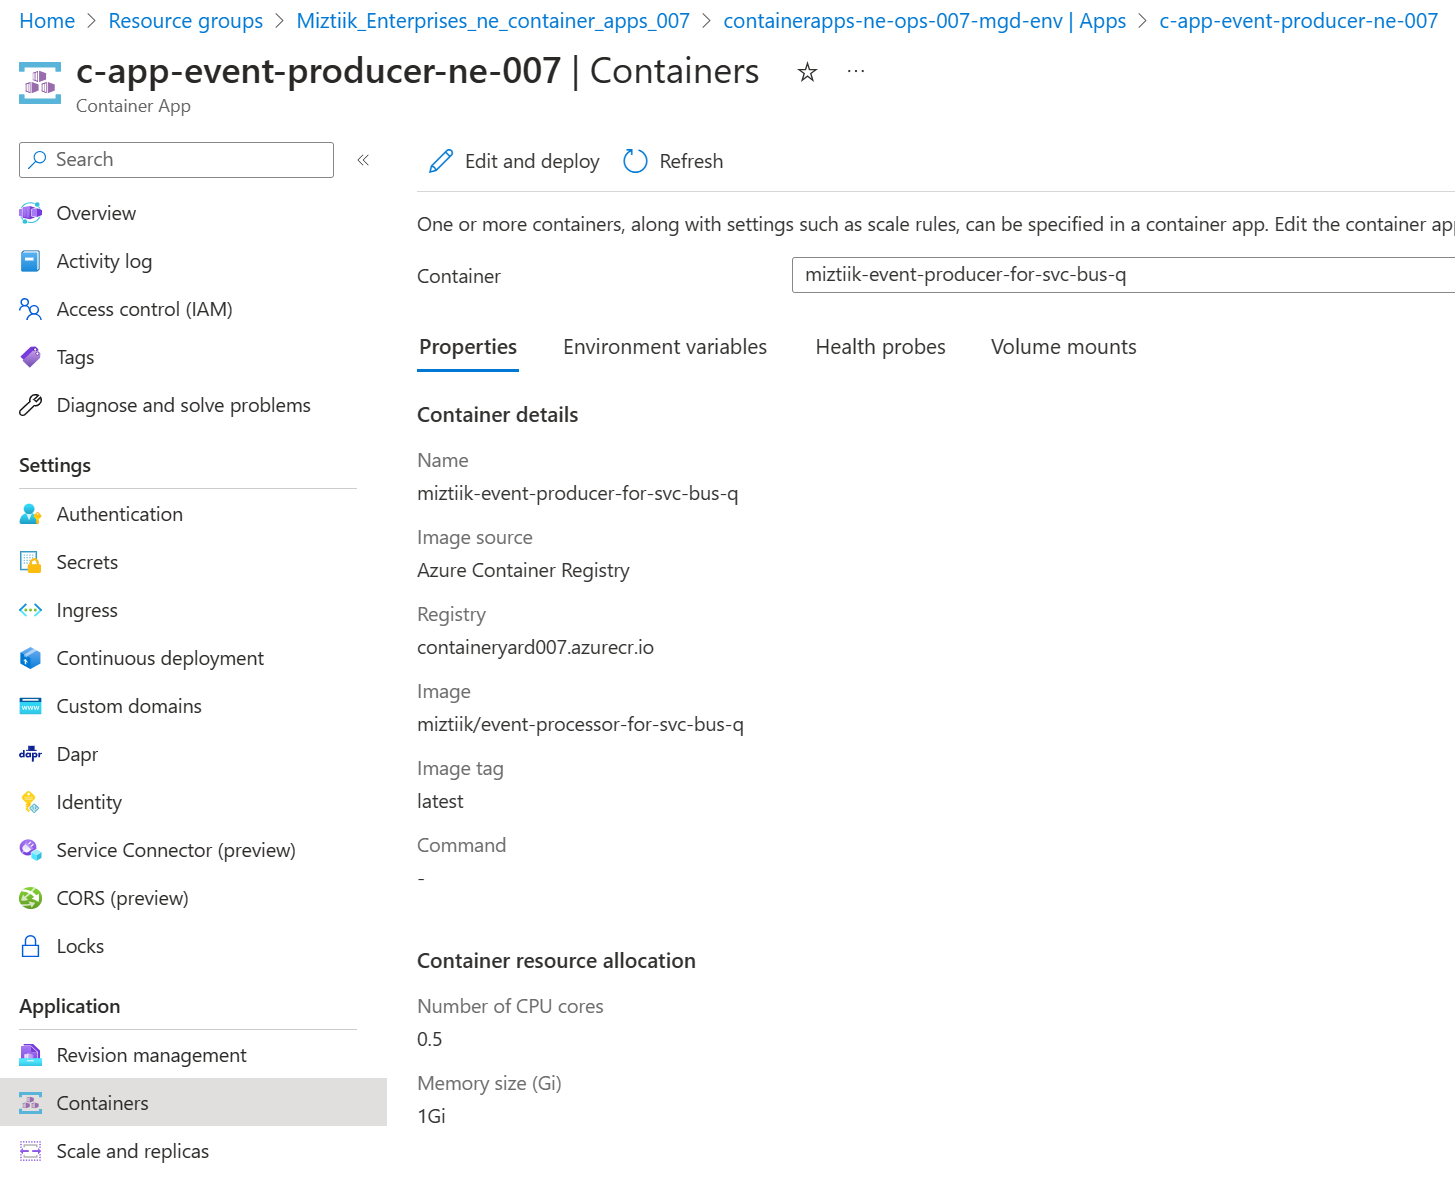 Home > Resource groups > Miztiik_Enterprises_ne_container_apps_007 > containerapps-ne-ops-007-mgd-env | Apps > c-app-event-producer-ne-007
c-app-event-producer-ne-007 | Containers ☆ ...
Container App
Search «
Overview
Activity log
Access control (IAM)
Tags
Diagnose and solve problems
Settings
Authentication
Secrets
Ingress
Continuous deployment
www
Custom domains
dapr
Dapr
Identity
Service Connector (preview)
CORS (preview)
Locks
Application
Revision management
Containers
Scale and replicas
Edit and deploy Refresh
One or more containers, along with settings such as scale rules, can be specified in a container app. Edit the container ap
Container miztiik-event-producer-for-svc-bus-q
Properties Environment variables Health probes Volume mounts
Container details
Name
miztiik-event-producer-for-svc-bus-q
Image source
Azure Container Registry
Registry
containeryard007.azurecr.io
Image
miztiik/event-processor-for-svc-bus-q
Image tag
latest
Command
-
Container resource allocation
Number of CPU cores
0.5
Memory size (Gi)
1Gi